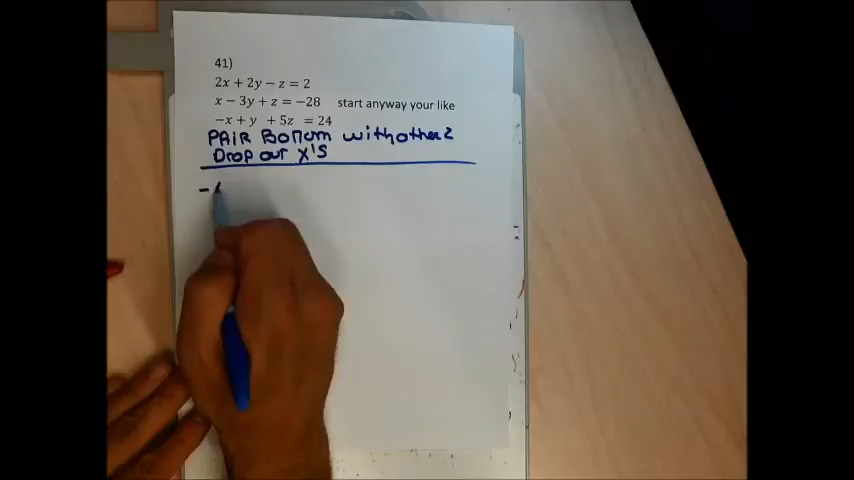 41)
2x + 2y − z = 2
x − 3y + z = −28 start anyway your like
−x + y + 5z = 24
PAIR BOTTOM with other 2
Drop out X'S
-